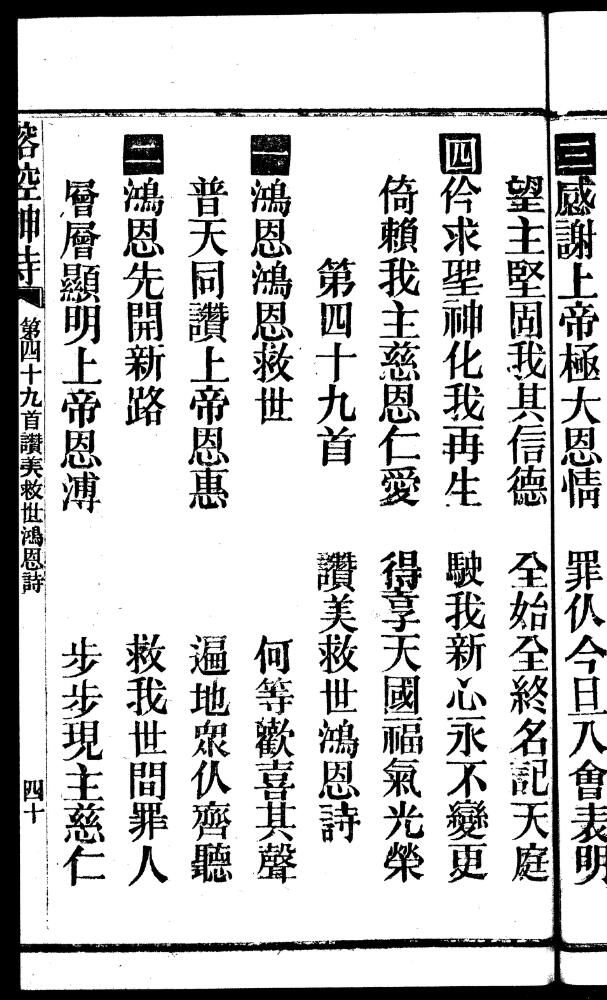 三 感謝上帝極大恩情 罪仈今旦入會表明
望主堅固我其信德 全始全終名記天庭
四 仱求聖神化我再生 駛我新心永不變更
倚賴我主慈恩仁愛 得享天國福氣光榮
第四十九首 讚美救世鴻恩詩
一 鴻恩鴻恩救世 何等歡喜其聲
普天同讚上帝恩惠 遍地眾仈齊聽
二 鴻恩先開新路 救我世間罪人
層層顯明上帝恩溥 步步現主慈仁
榕腔神詩 第四十九首讚美救世鴻恩詩 四十